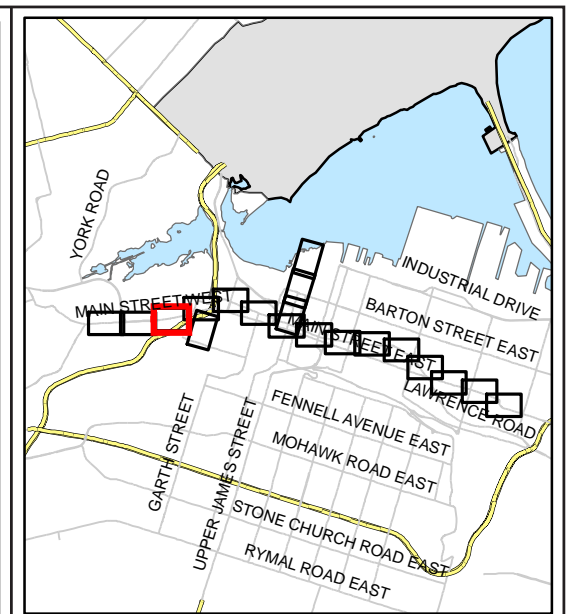 YORK ROAD
MAIN STREET WEST
INDUSTRIAL DRIVE
BARTON STREET EAST
MAIN STREET EAST
LAWRENCE ROAD
FENNELL AVENUE EAST
MOHAWK ROAD EAST
GARTH STREET
UPPER JAMES STREET
STONE CHURCH ROAD EAST
RYMAL ROAD EAST